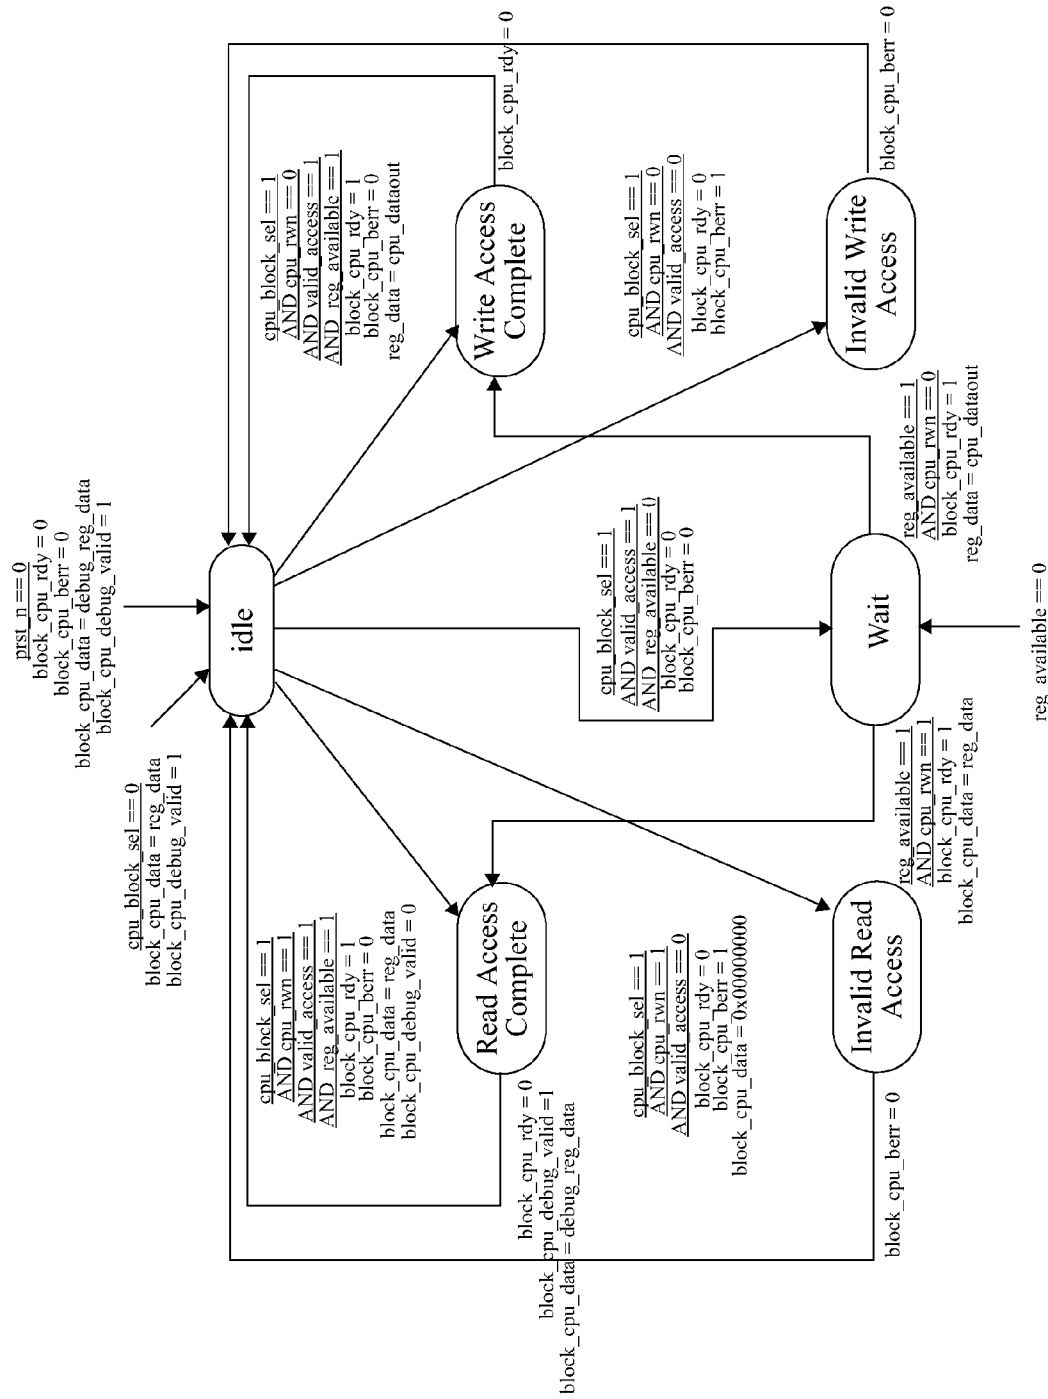 prst_n == 0
block_cpu_rdy = 0
block_cpu_berr = 0
block_cpu_data = debug_reg_data
block_cpu_debug_valid = 1
cpu_block_sel == 0
block_cpu_data = reg_data
block_cpu_debug_valid = 1
idle
cpu_block_sel == 1
AND cpu_rwn == 1
AND valid_access == 1
AND reg_available == 1
block_cpu_rdy = 1
block_cpu_berr = 0
block_cpu_data = reg_data
block_cpu_debug_valid = 0
cpu_block_sel == 1
AND cpu_rwn == 0
AND valid_access == 1
AND reg_available == 1
block_cpu_rdy = 1
block_cpu_berr = 0
reg_data = cpu_dataout
Read Access
Complete
Write Access
Complete
block_cpu_rdy = 0
block_cpu_rdy = 0
block_cpu_debug_valid =1
block_cpu_data = debug_reg_data
cpu_block_sel == 1
AND cpu_rwn == 1
AND valid_access == 0
block_cpu_rdy = 0
block_cpu_berr = 1
block_cpu_data = 0x00000000
cpu_block_sel == 1
AND valid_access == 1
AND reg_available == 0
block_cpu_rdy = 0
block_cpu_berr = 0
cpu_block_sel == 1
AND cpu_rwn == 0
AND valid_access == 0
block_cpu_rdy = 0
block_cpu_berr = 1
Invalid Read
Access
Wait
Invalid Write
Access
block_cpu_berr = 0
reg_available == 1
AND cpu_rwn == 1
block_cpu_rdy = 1
block_cpu_data = reg_data
reg_available == 1
AND cpu_rwn == 0
block_cpu_rdy = 1
reg_data = cpu_dataout
block_cpu_berr = 0
reg_available == 0